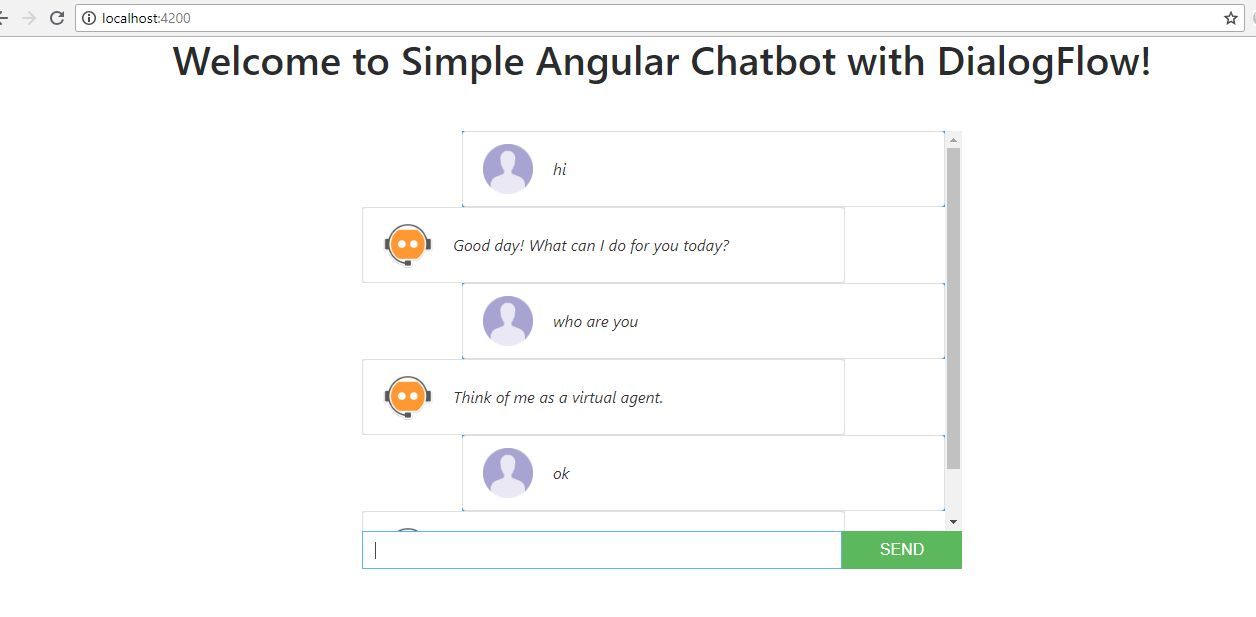 localhost:4200
Welcome to Simple Angular Chatbot with DialogFlow!
hi
Good day! What can I do for you today?
who are you
Think of me as a virtual agent.
ok
SEND